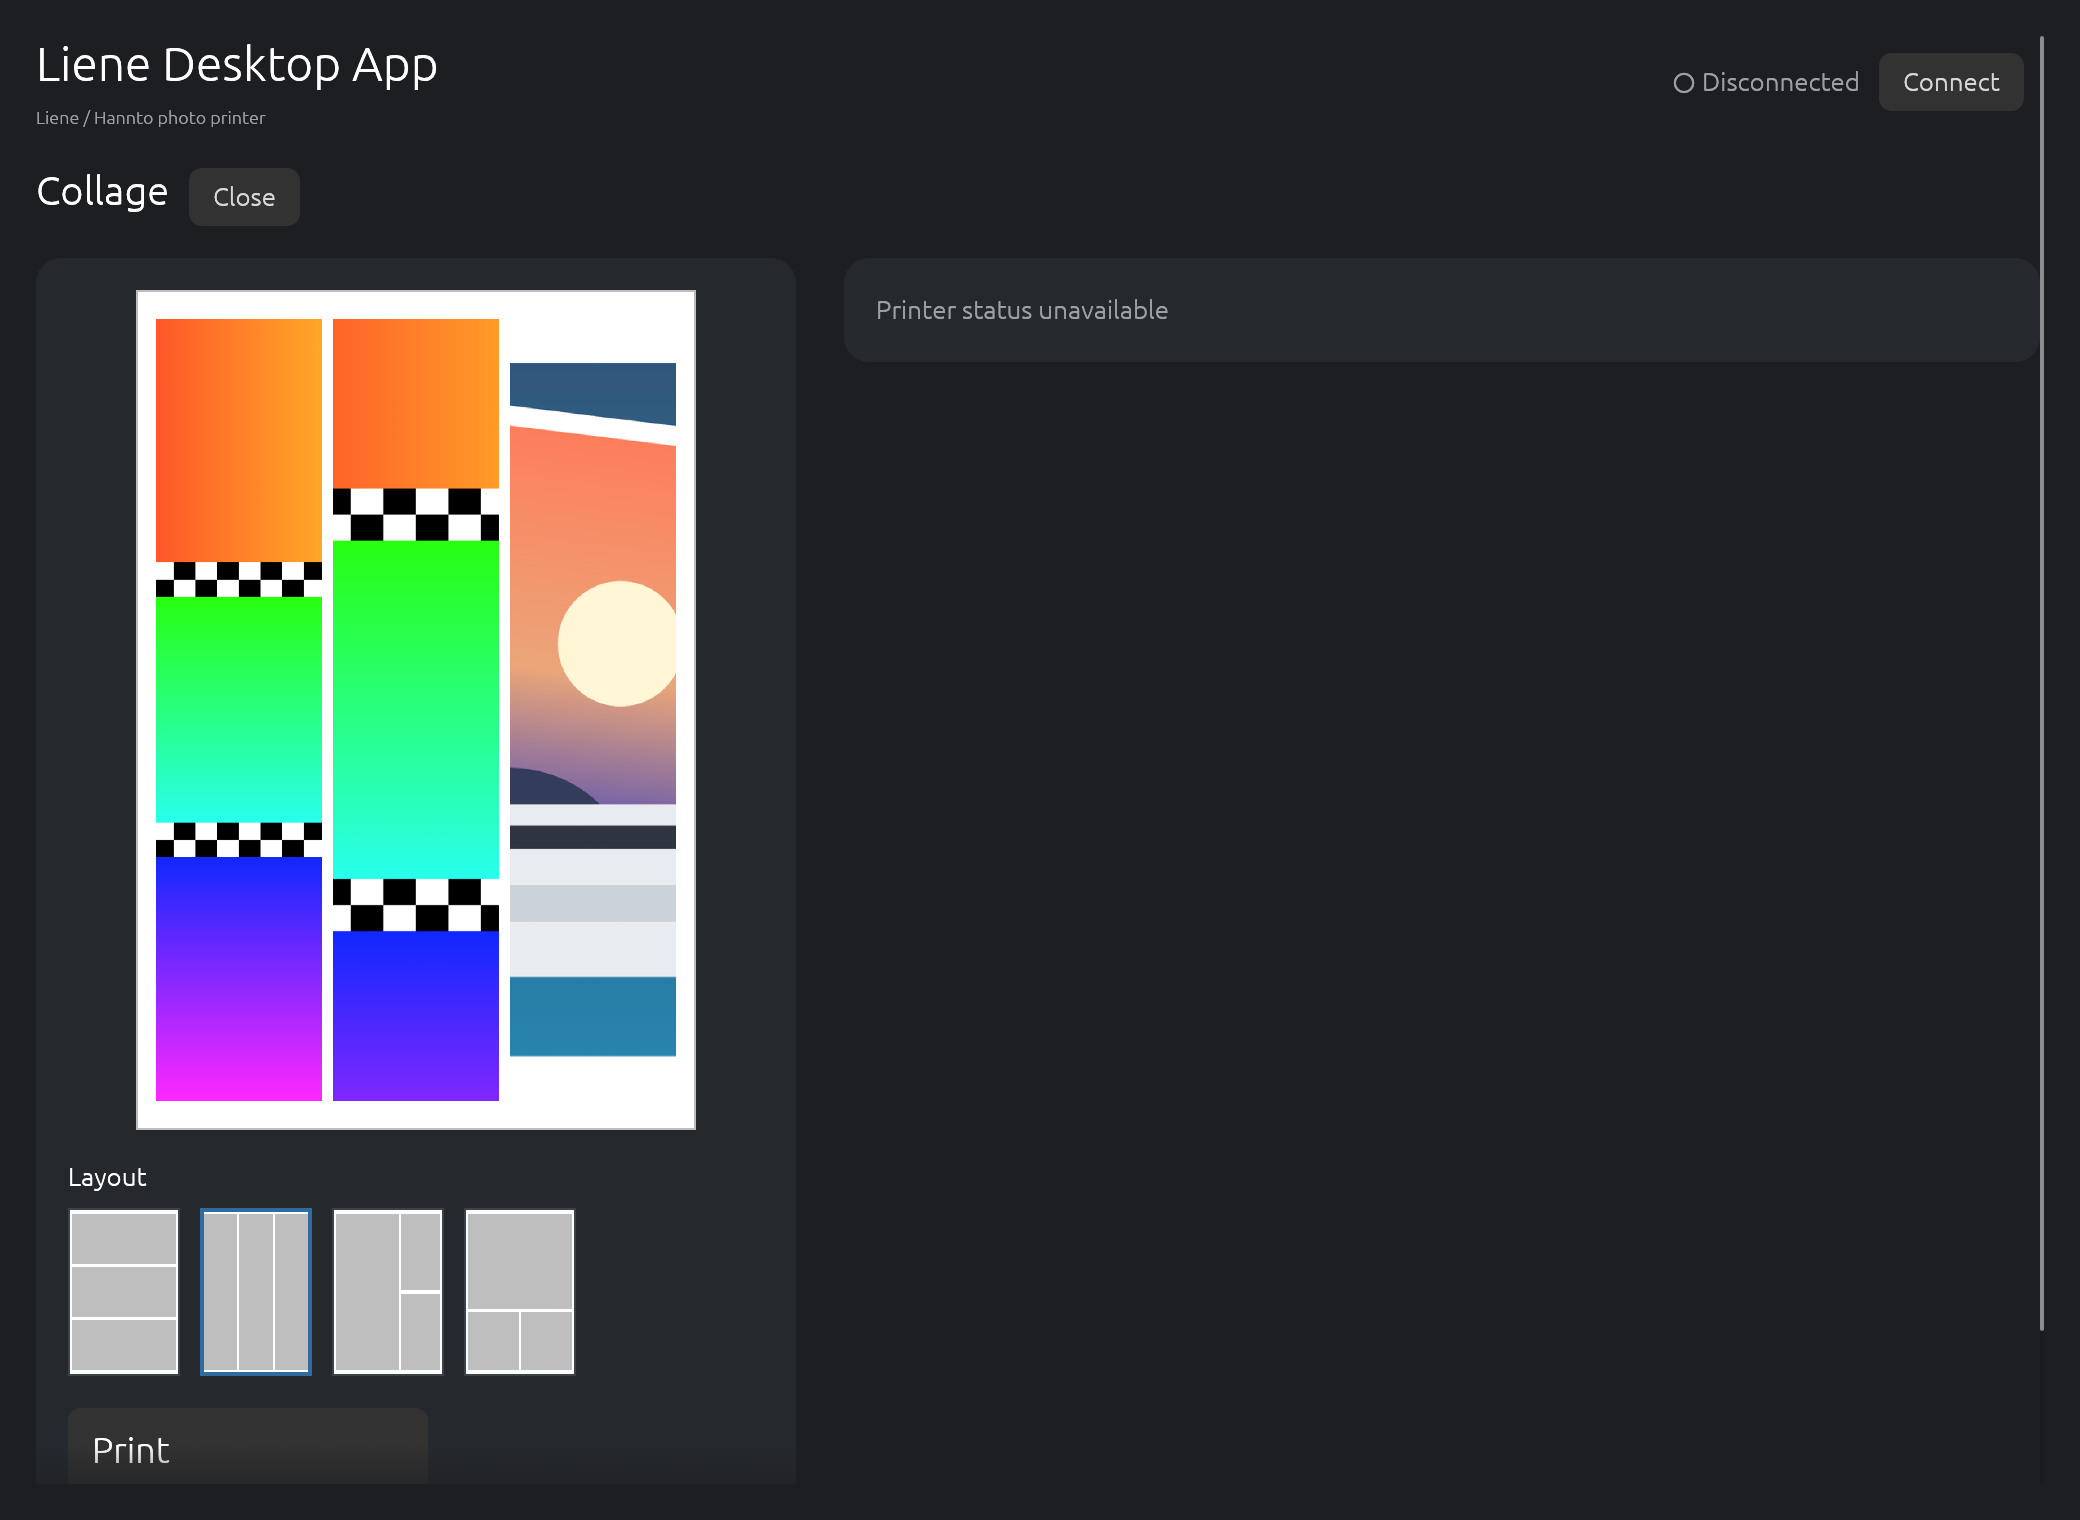 Liene Desktop App
Liene / Hannto photo printer
Disconnected
Connect
Collage
Close
Printer status unavailable
Layout
Print